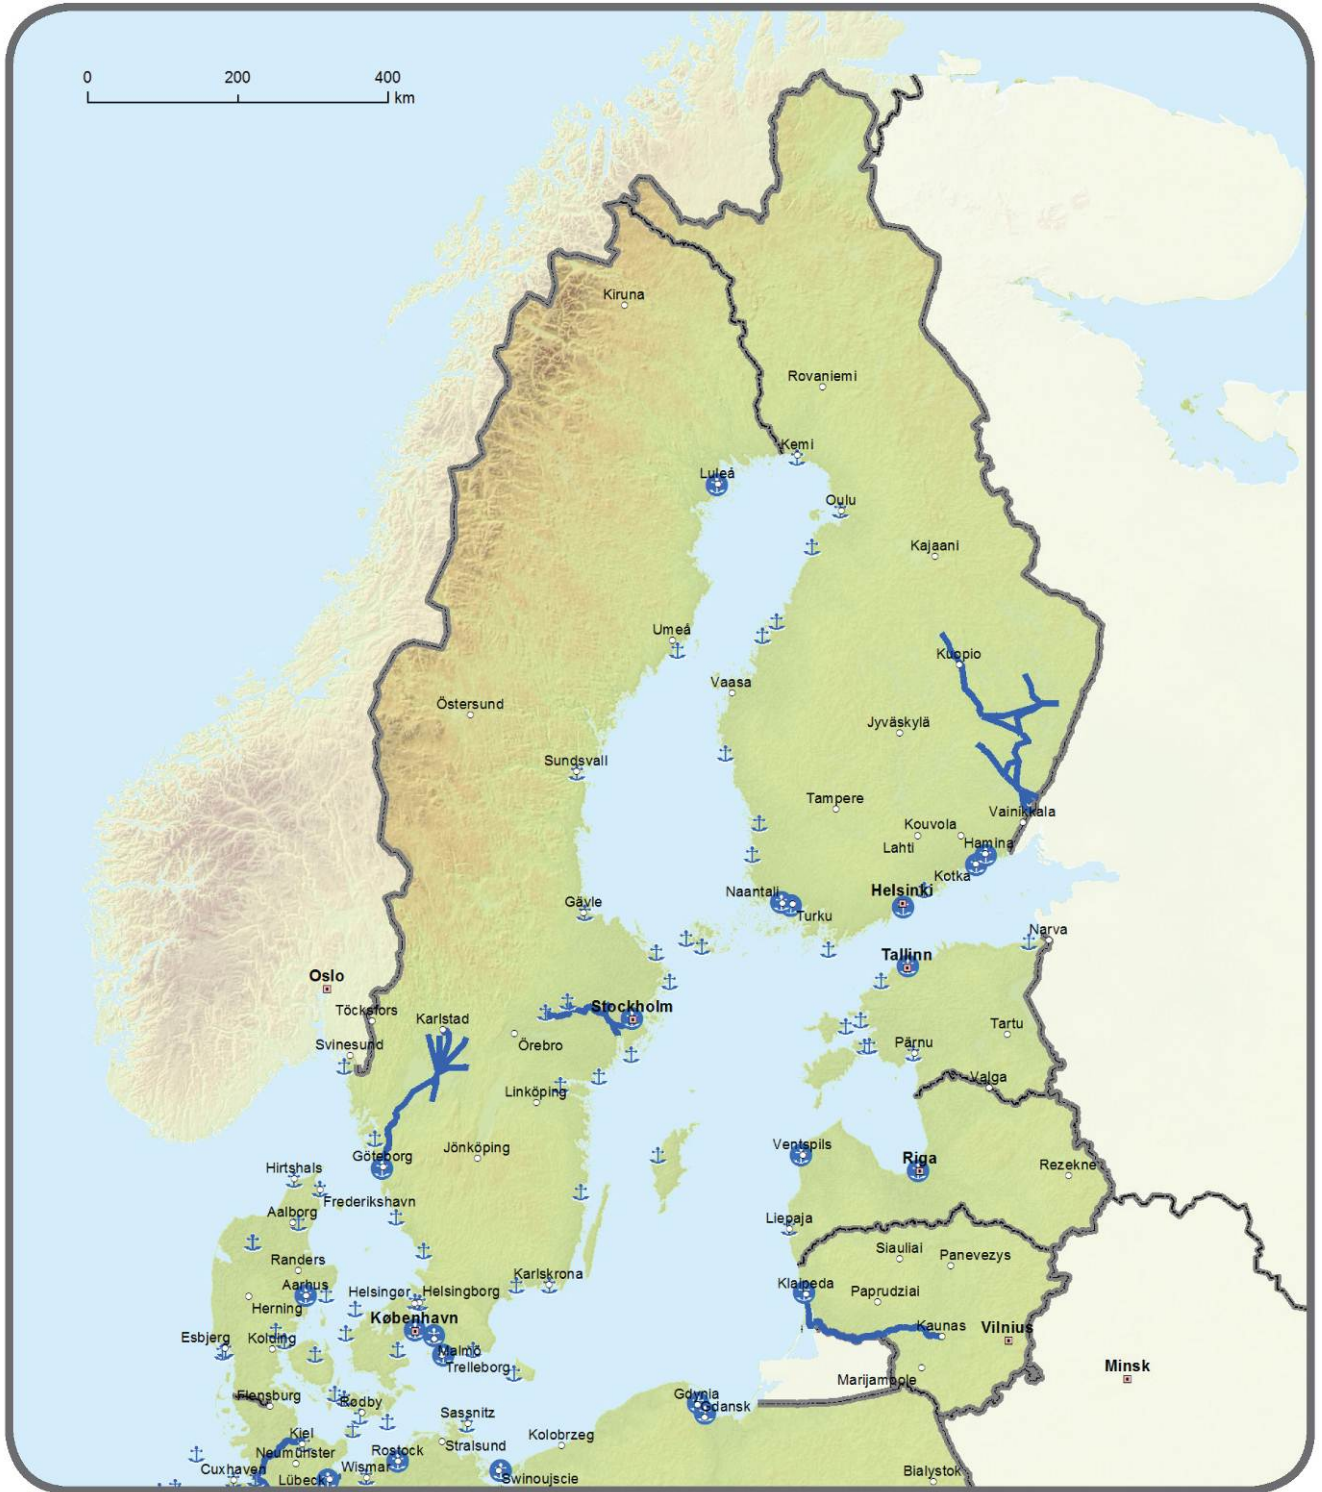 0 200 400
km
Kiruna
Rovaniemi
Kemi
Luleå
Oulu
Kajaani
Umeå
Kuopio
Vaasa
Östersund
Jyväskylä
Sundsvall
Tampere
Vainikkala
Kouvola
Hamina
Lahti
Kotka
Naantali
Helsinki
Gävle
Turku
Narva
Tallinn
Oslo
Töcksfors
Stockholm
Karlstad
Tartu
Svinesund
Örebro
Pärnu
Valga
Linköping
Ventspils
Jönköping
Göteborg
Riga
Rezekne
Hirtshals
Frederikshavn
Aalborg
Liepaja
Siauliai
Panevezys
Randers
Karlskrona
Aarhus
Helsingør
Helsingborg
Klaipeda
Paprudziai
Herning
København
Kaunas
Vilnius
Esbjerg
Kolding
Malmö
Trelleborg
Minsk
Marijampole
Flensburg
Gdynia
Rødby
Gdansk
Sassnitz
Kiel
Kolobrzeg
Stralsund
Neumünster
Rostock
Cuxhaven
Wismar
Lübeck
Swinoujscie
Bialystok